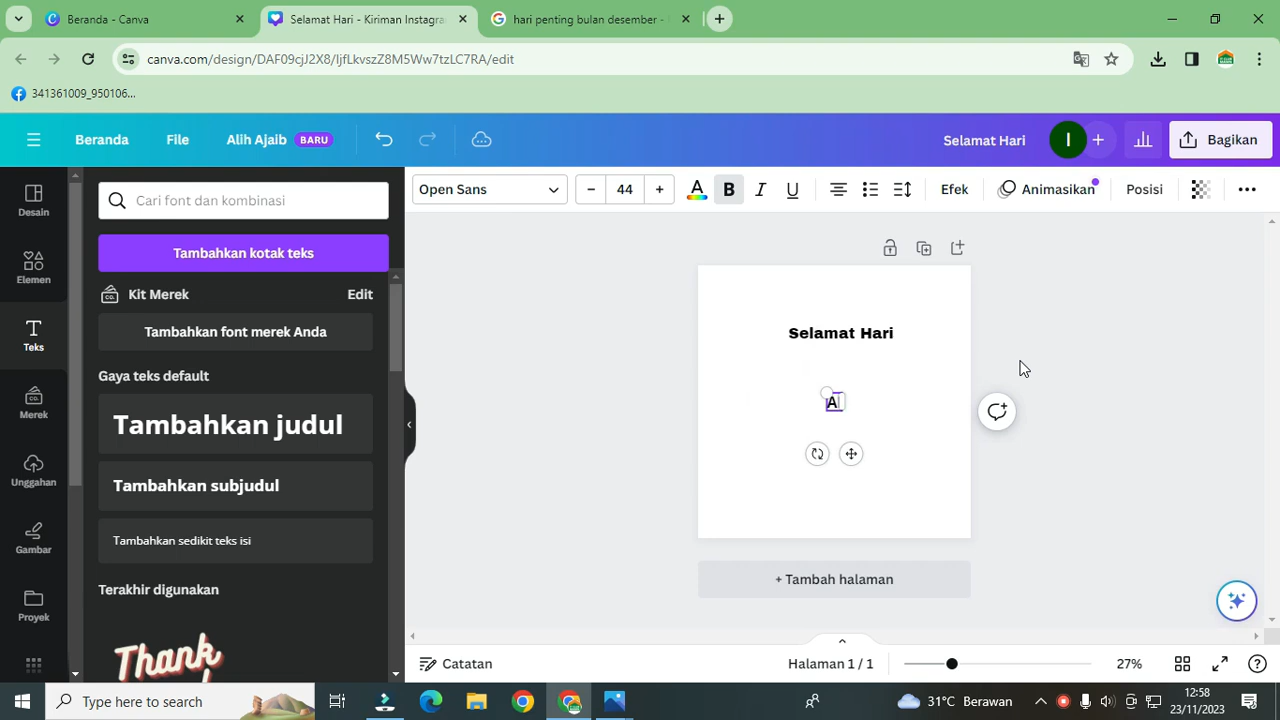 Beranda - Canva
Selamat Hari - Kiriman Instagra
hari penting bulan desember -
canva.com/design/DAF09cjJ2X8/IjfLkvszZ8M5Ww7tzLC7RA/edit
341361009_950106...
Beranda
File
Alih Ajaib
BARU
Selamat Hari
I
Bagikan
Desain
Elemen
Teks
Merek
Unggahan
Gambar
Proyek
Cari font dan kombinasi
Tambahkan kotak teks
Kit Merek
Edit
Tambahkan font merek Anda
Gaya teks default
Tambahkan judul
Tambahkan subjudul
Tambahkan sedikit teks isi
Terakhir digunakan
Thank
Open Sans
44
A
B
I
U
Efek
Animasikan
Posisi
Selamat Hari
A
+ Tambah halaman
Catatan
Halaman 1 / 1
27%
Type here to search
31°C Berawan
12:58
23/11/2023